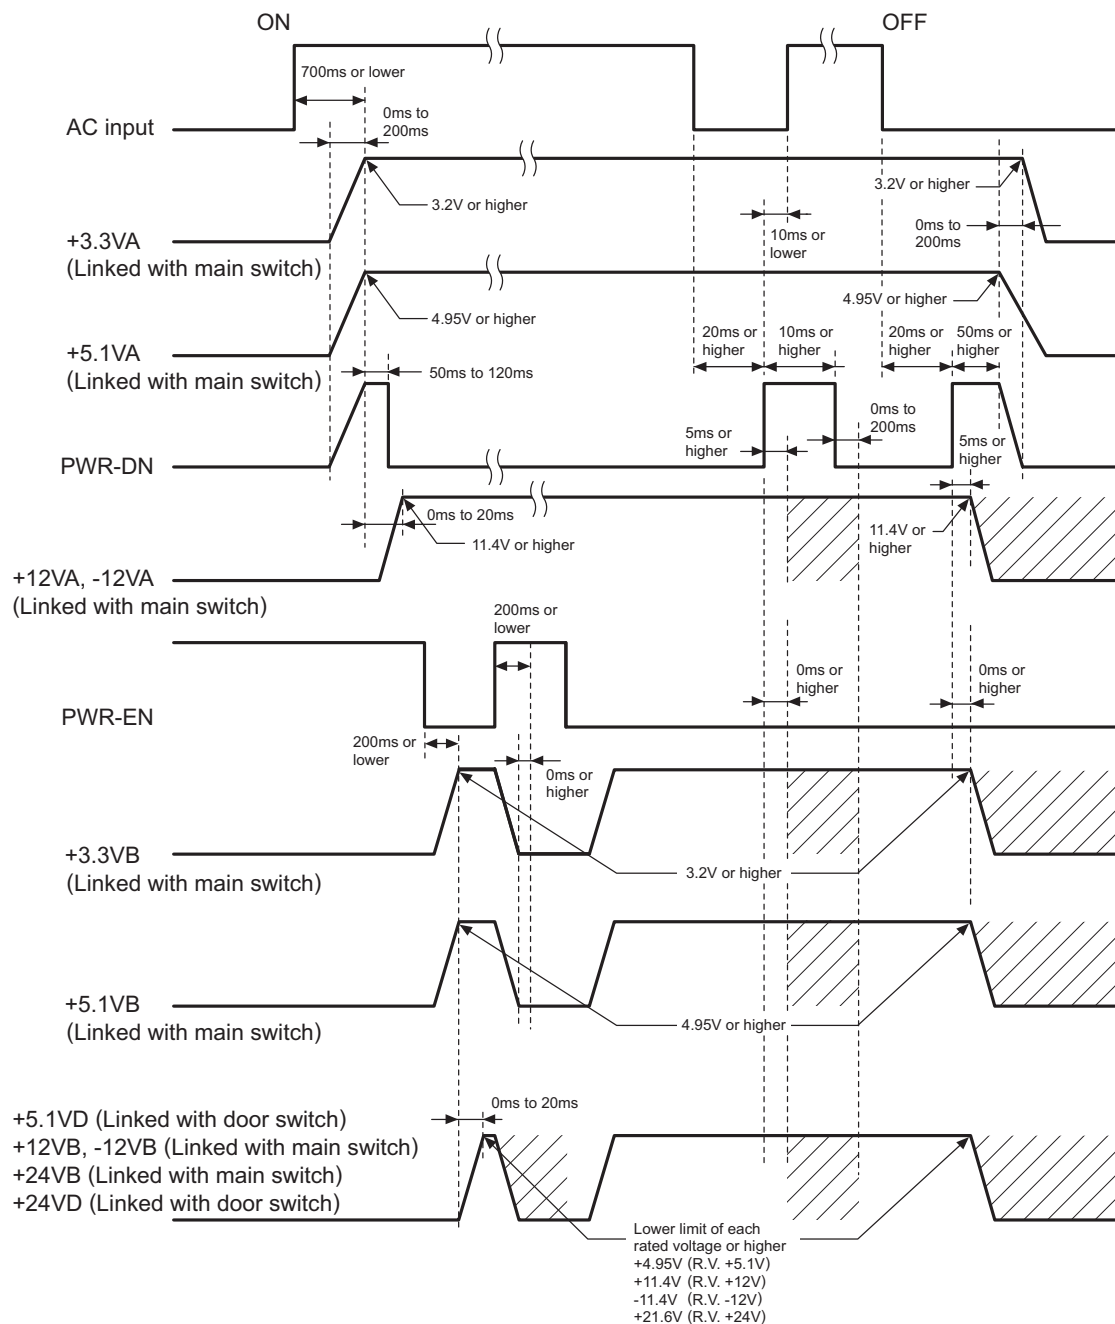 ON
OFF
700ms or lower
0ms to
200ms
AC input
3.2V or higher
3.2V or higher
0ms to
200ms
10ms or
lower
+3.3VA
(Linked with main switch)
4.95V or higher
4.95V or higher
20ms or
higher
10ms or
higher
20ms or
higher
50ms or
higher
+5.1VA
(Linked with main switch)
50ms to 120ms
0ms to
200ms
5ms or
higher
5ms or
higher
PWR-DN
0ms to 20ms
11.4V or higher
11.4V or
higher
+12VA, -12VA
(Linked with main switch)
200ms or
lower
0ms or
higher
0ms or
higher
PWR-EN
200ms or
lower
0ms or
higher
+3.3VB
(Linked with main switch)
3.2V or higher
+5.1VB
(Linked with main switch)
4.95V or higher
0ms to 20ms
+5.1VD (Linked with door switch)
+12VB, -12VB (Linked with main switch)
+24VB (Linked with main switch)
+24VD (Linked with door switch)
Lower limit of each
rated voltage or higher
+4.95V (R.V. +5.1V)
+11.4V (R.V. +12V)
-11.4V (R.V. -12V)
+21.6V (R.V. +24V)